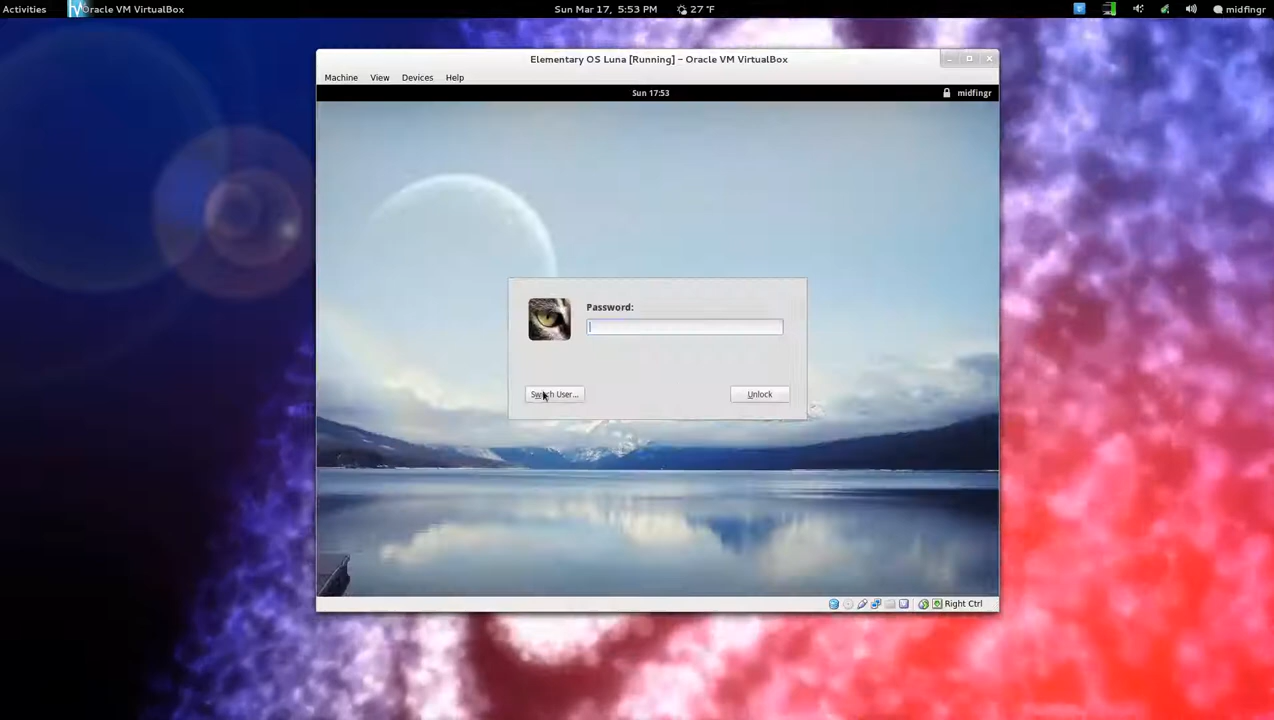 Activities Oracle VM VirtualBox Sun Mar 17, 5:53 PM 27 °F midfingr
Elementary OS Luna [Running] – Oracle VM VirtualBox
Machine View Devices Help
Sun 17:53 midfingr
Password:
Switch User... Unlock
Right Ctrl